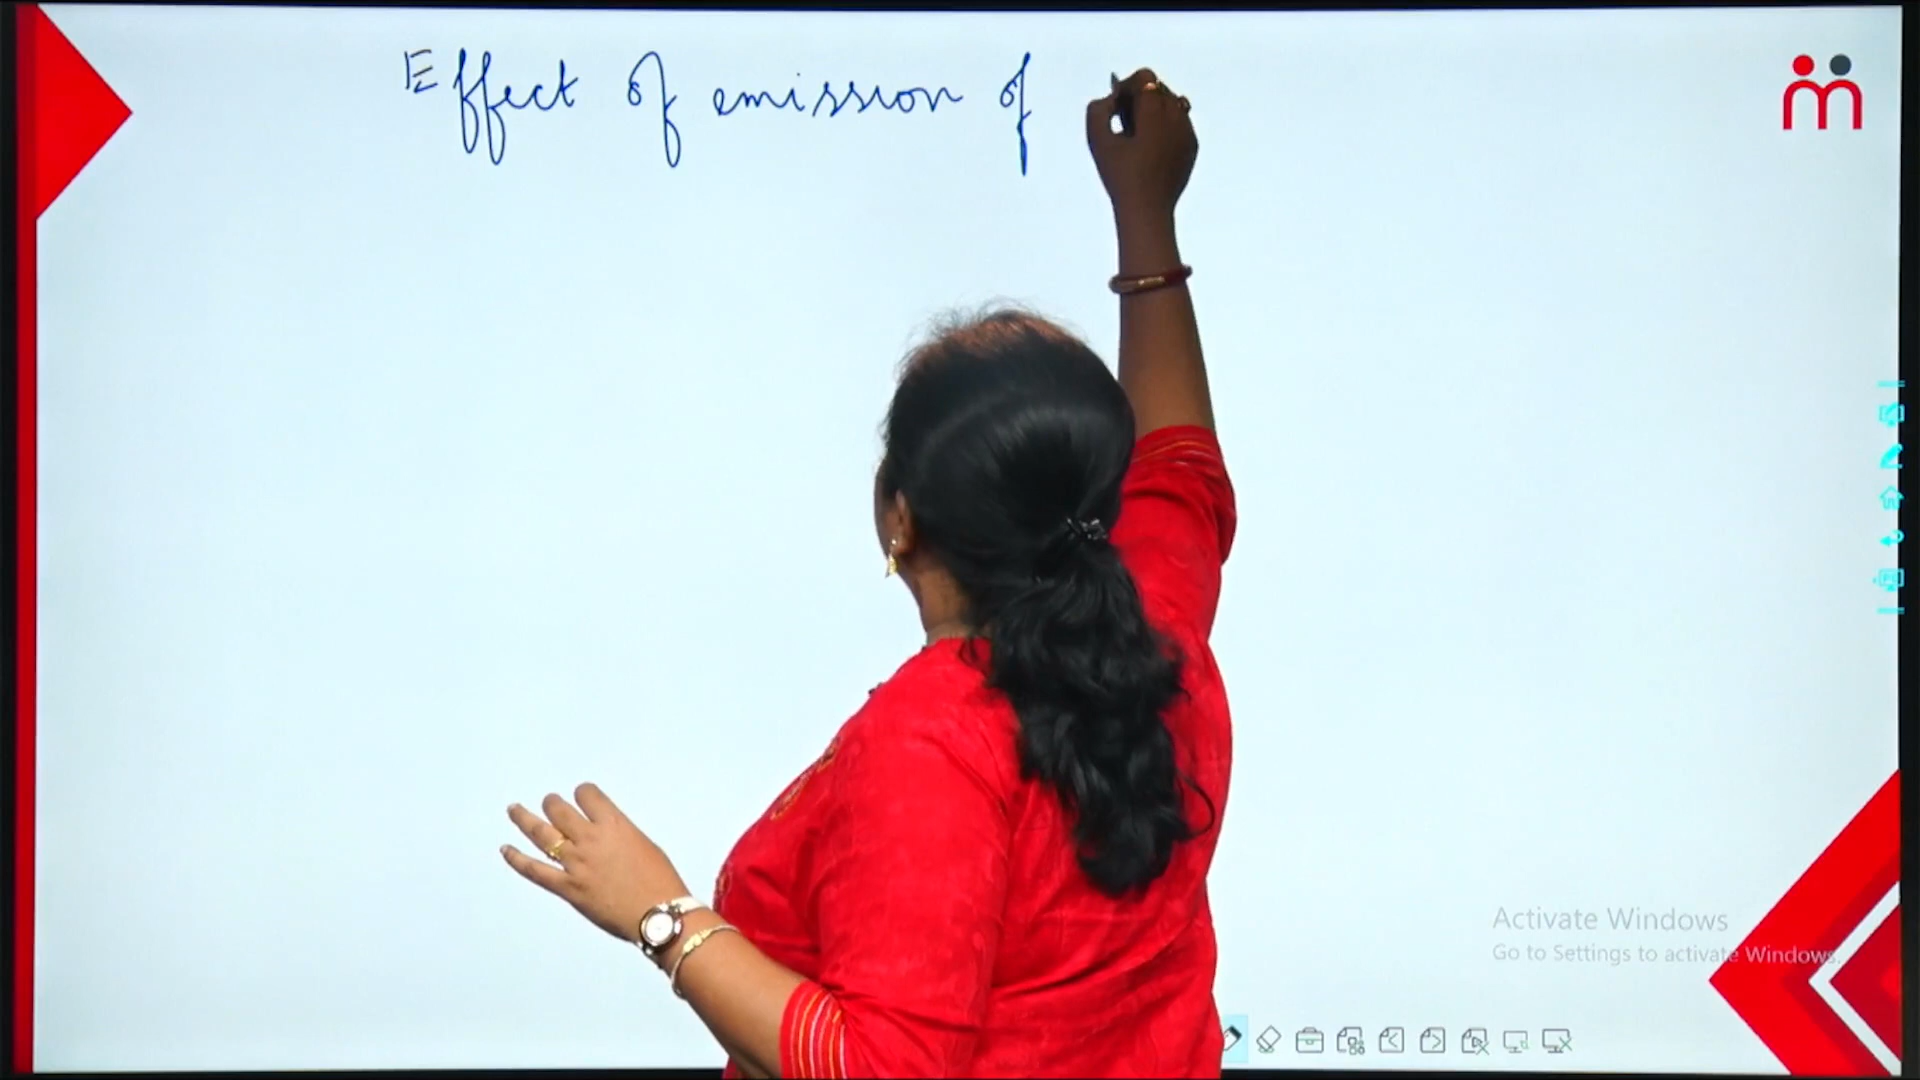 Effect of emission of
Activate Windows
Go to Settings to activate Windows.